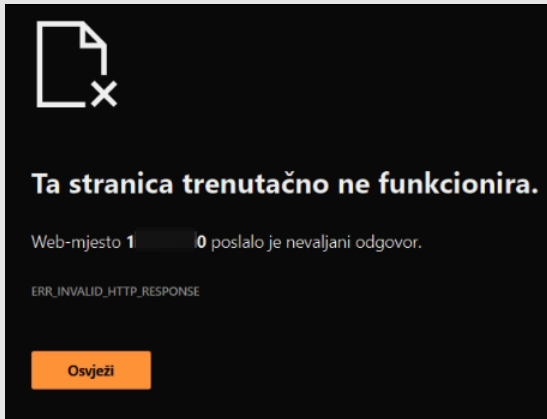 Ta stranica trenutačno ne funkcionira.
Web-mjesto 1 0 poslalo je nevaljani odgovor.
ERR_INVALID_HTTP_RESPONSE
Osvježi